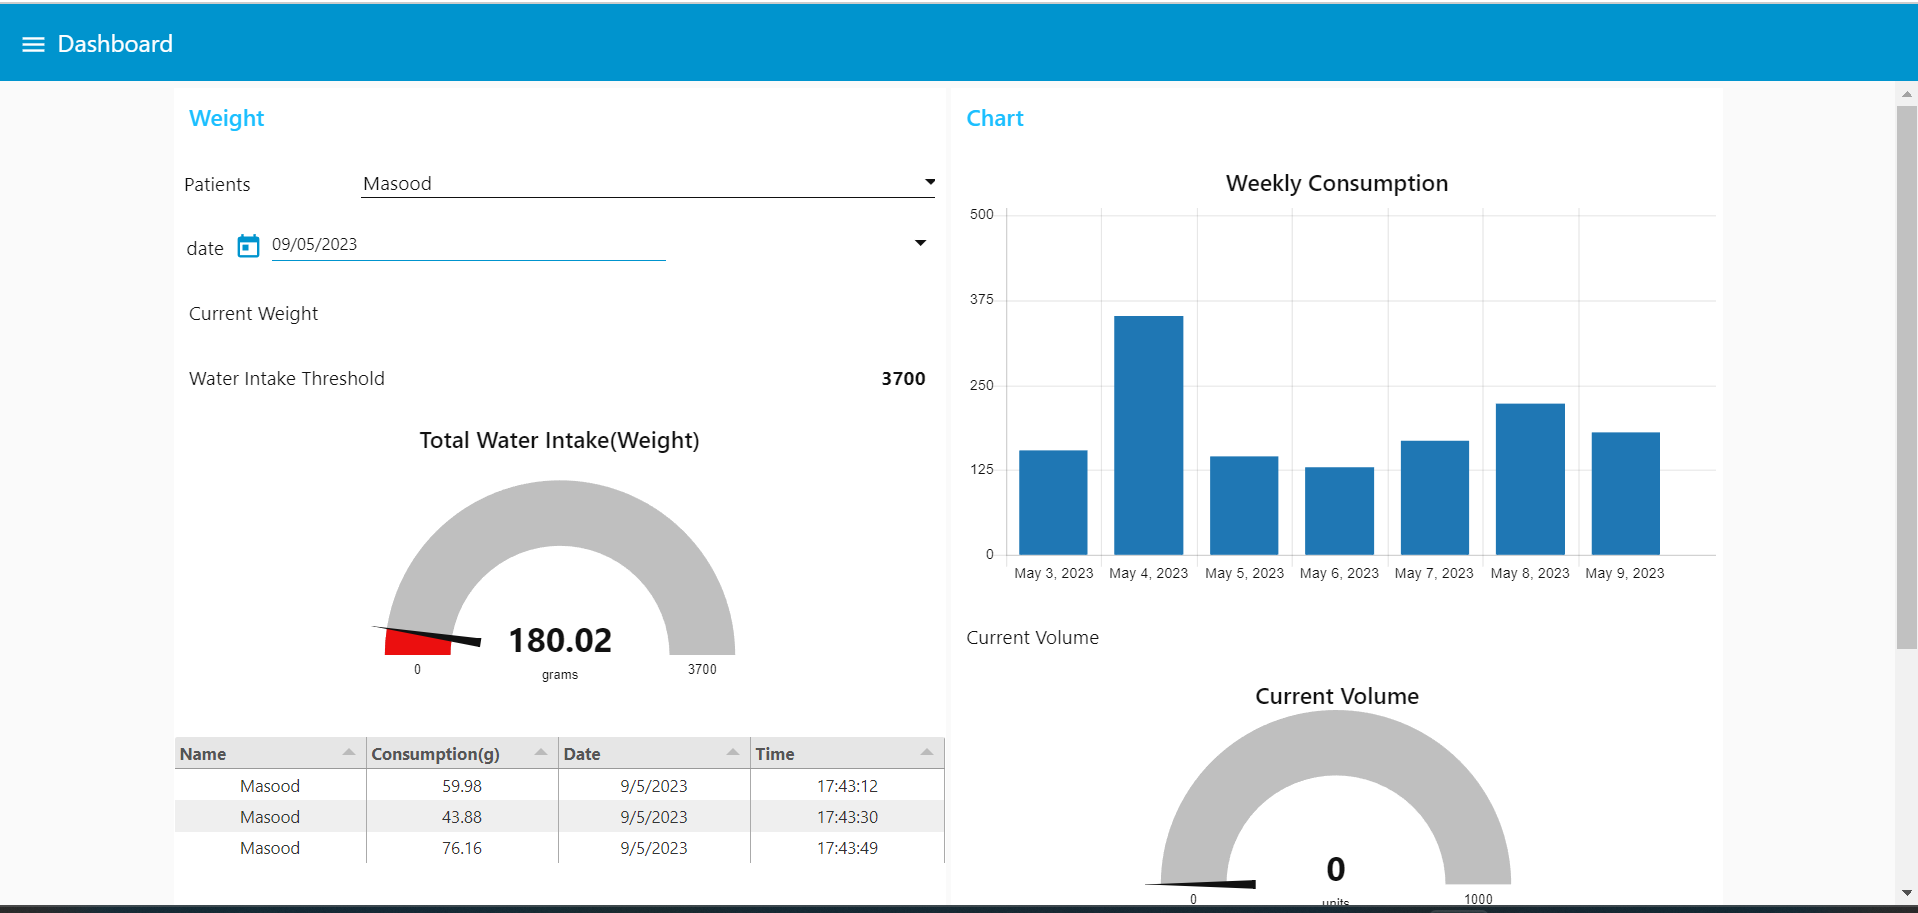 Dashboard
Weight
Patients Masood
date 09/05/2023
Current Weight
Water Intake Threshold 3700
Total Water Intake(Weight)
180.02
grams
0 3700
Name Consumption(g) Date Time
Masood 59.98 9/5/2023 17:43:12
Masood 43.88 9/5/2023 17:43:30
Masood 76.16 9/5/2023 17:43:49
Chart
Weekly Consumption
500
375
250
125
0
May 3, 2023 May 4, 2023 May 5, 2023 May 6, 2023 May 7, 2023 May 8, 2023 May 9, 2023
Current Volume
Current Volume
0
units
0 1000